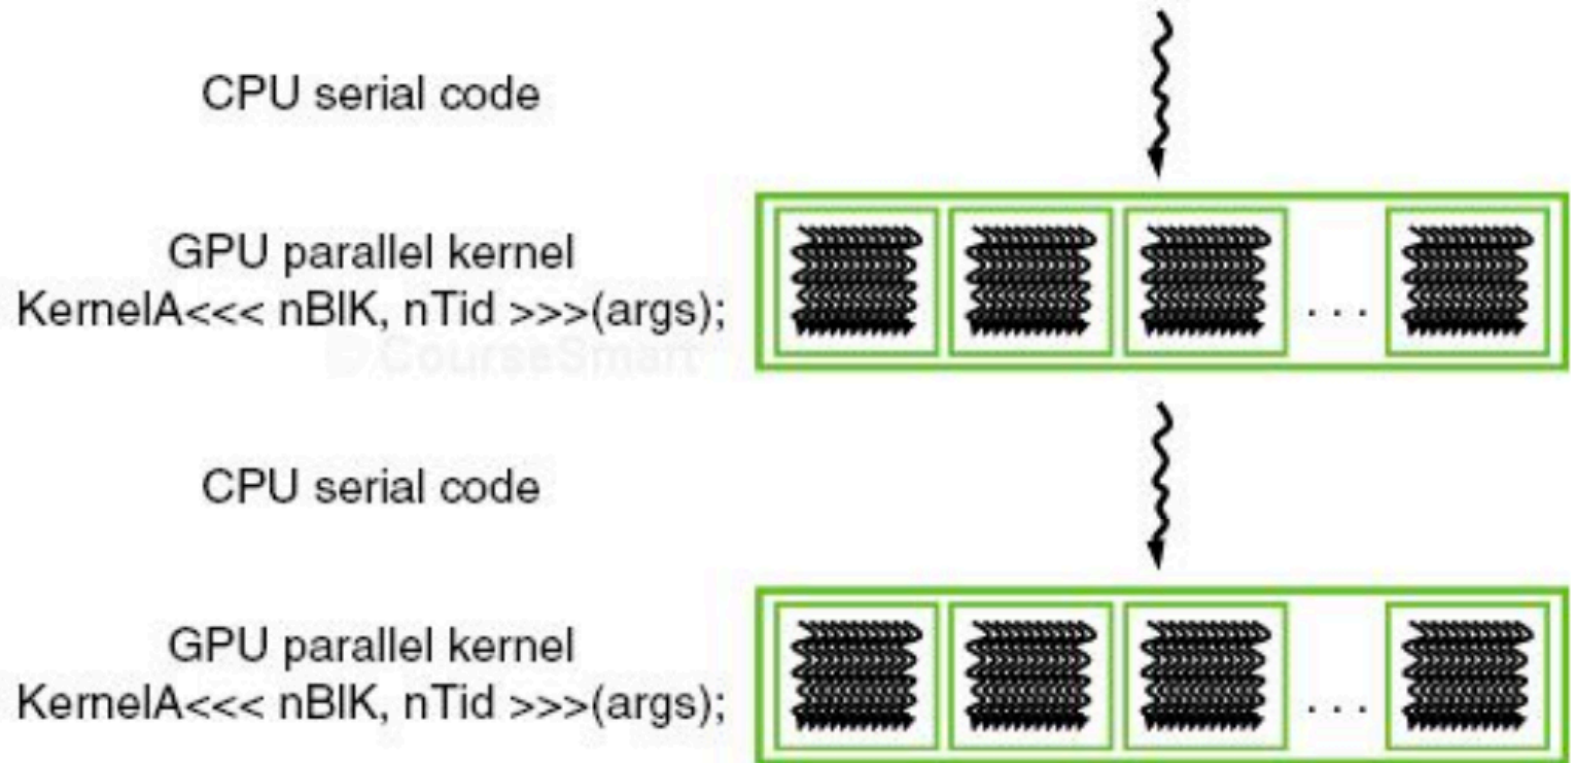 CPU serial code
GPU parallel kernel
KernelA<<< nBlK, nTid >>>(args);
. . .
CourseSmart
CPU serial code
GPU parallel kernel
KernelA<<< nBlK, nTid >>>(args);
. . .